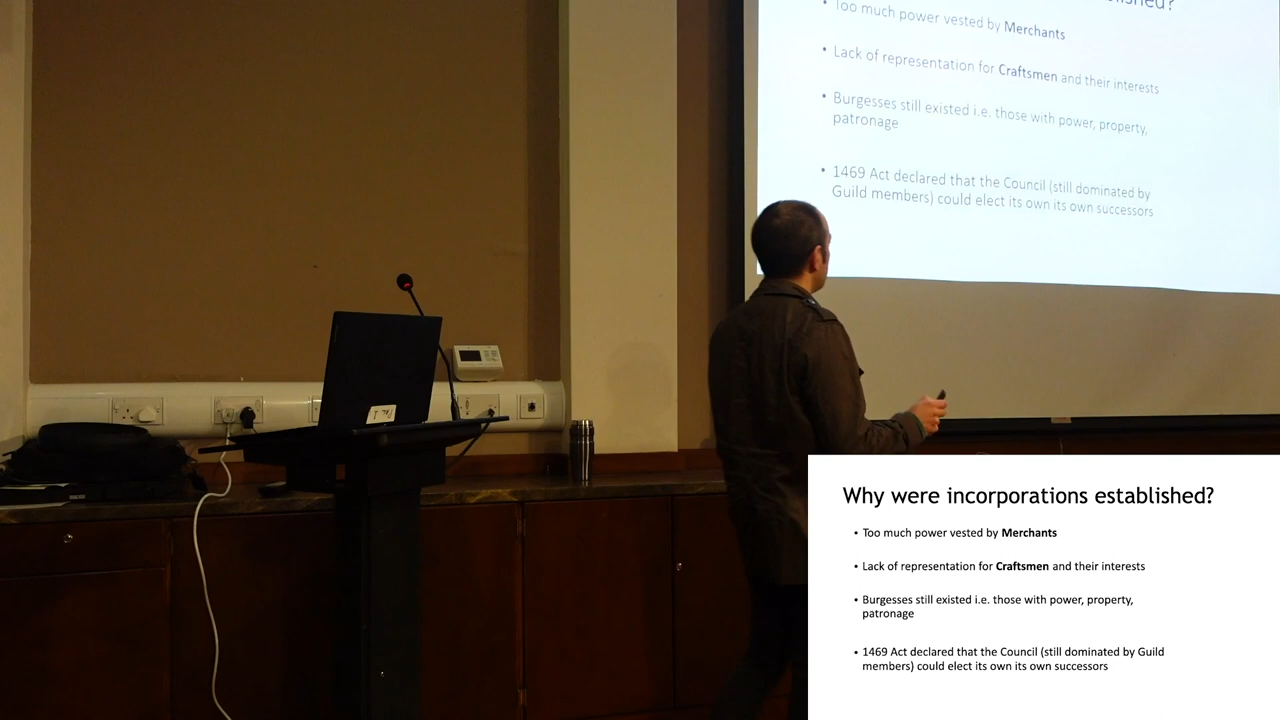 established?
• Too much power vested by Merchants
• Lack of representation for Craftsmen and their interests
• Burgesses still existed i.e. those with power, property,
patronage
• 1469 Act declared that the Council (still dominated by
Guild members) could elect its own its own successors
Why were incorporations established?
• Too much power vested by Merchants
• Lack of representation for Craftsmen and their interests
• Burgesses still existed i.e. those with power, property,
patronage
• 1469 Act declared that the Council (still dominated by Guild
members) could elect its own its own successors